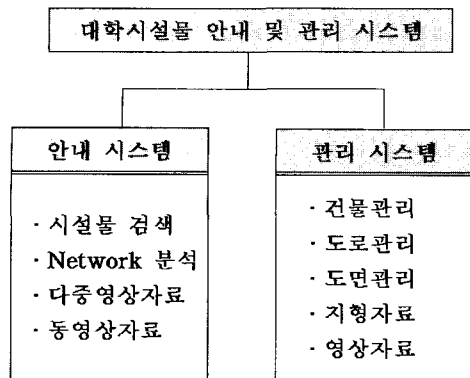 대학시설물 안내 및 관리 시스템
안내 시스템
· 시설물 검색
· Network 분석
· 다중영상자료
· 동영상자료
관리 시스템
· 건물관리
· 도로관리
· 도면관리
· 지형자료
· 영상자료